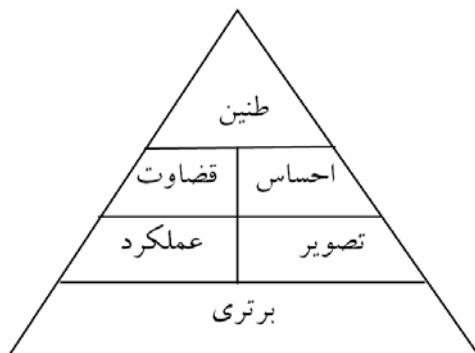 طنین
احساس قضاوت
تصویر عملکرد
برتری